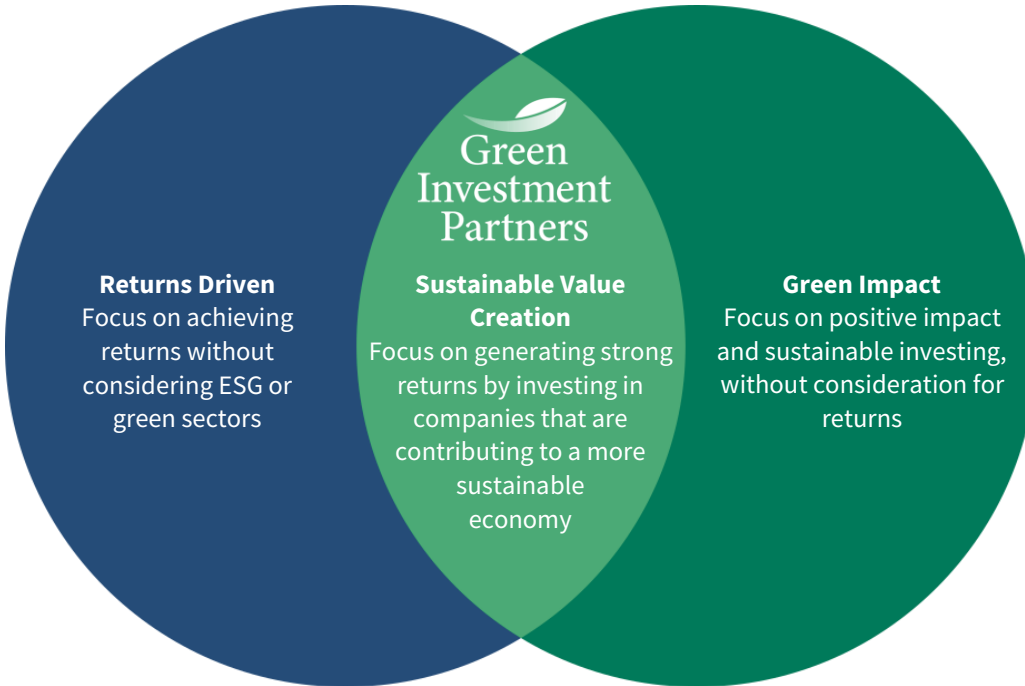 Green
Investment
Partners
Returns Driven
Focus on achieving
returns without
considering ESG or
green sectors
Sustainable Value
Creation
Focus on generating strong
returns by investing in
companies that are
contributing to a more
sustainable
economy
Green Impact
Focus on positive impact
and sustainable investing,
without consideration for
returns